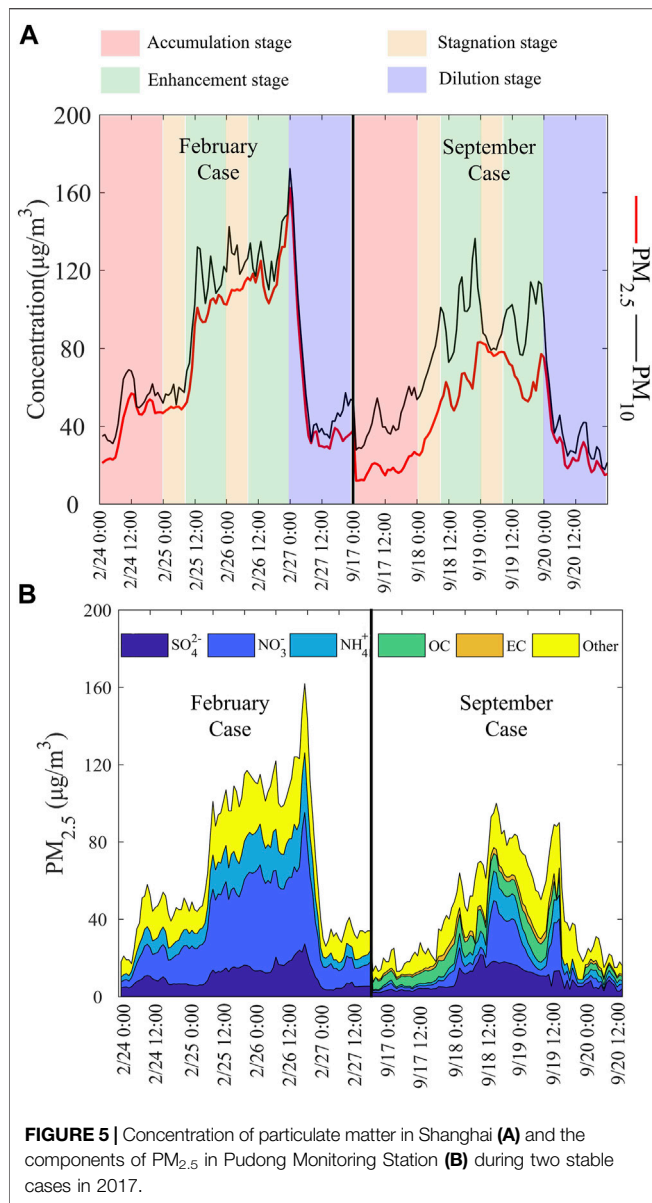 A
Accumulation stage
Stagnation stage
Enhancement stage
Dilution stage
Concentration(μg/m³)
200
160
120
80
40
0
February
Case
September
Case
PM₂.₅
PM₁₀
2/24 0:00
2/24 12:00
2/25 0:00
2/25 12:00
2/26 0:00
2/26 12:00
2/27 0:00
2/27 12:00
9/17 0:00
9/17 12:00
9/18 0:00
9/18 12:00
9/19 0:00
9/19 12:00
9/20 0:00
9/20 12:00
B
PM₂.₅ (μg/m³)
200
160
120
80
40
0
SO₄²⁻
NO₃⁻
NH₄⁺
OC
EC
Other
February
Case
September
Case
2/24 0:00
2/24 12:00
2/25 0:00
2/25 12:00
2/26 0:00
2/26 12:00
2/27 0:00
2/27 12:00
9/17 0:00
9/17 12:00
9/18 0:00
9/18 12:00
9/19 0:00
9/19 12:00
9/20 0:00
9/20 12:00
FIGURE 5 | Concentration of particulate matter in Shanghai (A) and the
components of PM₂.₅ in Pudong Monitoring Station (B) during two stable
cases in 2017.